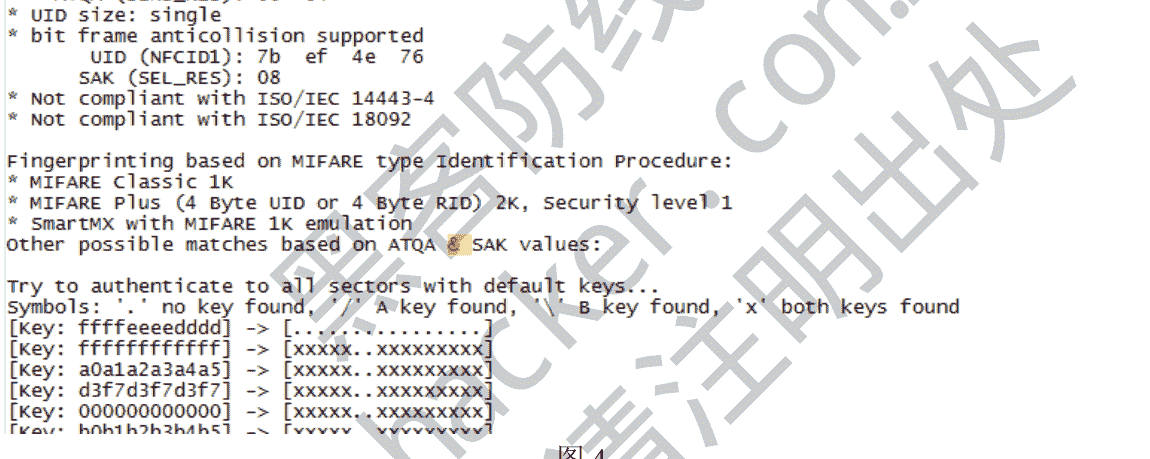 * UID size: single
* bit frame anticollision supported
UID (NFCID1): 7b ef 4e 76
SAK (SEL_RES): 08
* Not compliant with ISO/IEC 14443-4
* Not compliant with ISO/IEC 18092
Fingerprinting based on MIFARE type Identification Procedure:
* MIFARE Classic 1K
* MIFARE Plus (4 Byte UID or 4 Byte RID) 2K, Security level 1
* SmartMX with MIFARE 1K emulation
Other possible matches based on ATQA & SAK values:
Try to authenticate to all sectors with default keys...
Symbols: '.' no key found, '/' A key found, '\' B key found, 'x' both keys found
[Key: ffffeeeedddd] -> [................]
[Key: ffffffffffff] -> [xxxxx..xxxxxxxxx]
[Key: a0a1a2a3a4a5] -> [xxxxx..xxxxxxxxx]
[Key: d3f7d3f7d3f7] -> [xxxxx..xxxxxxxxx]
[Key: 000000000000] -> [xxxxx..xxxxxxxxx]
[Key: b0b1b2b3b4b5] -> [xxxxx..xxxxxxxxx]
图 4
黑客防线
hacker.com.
请注明出处